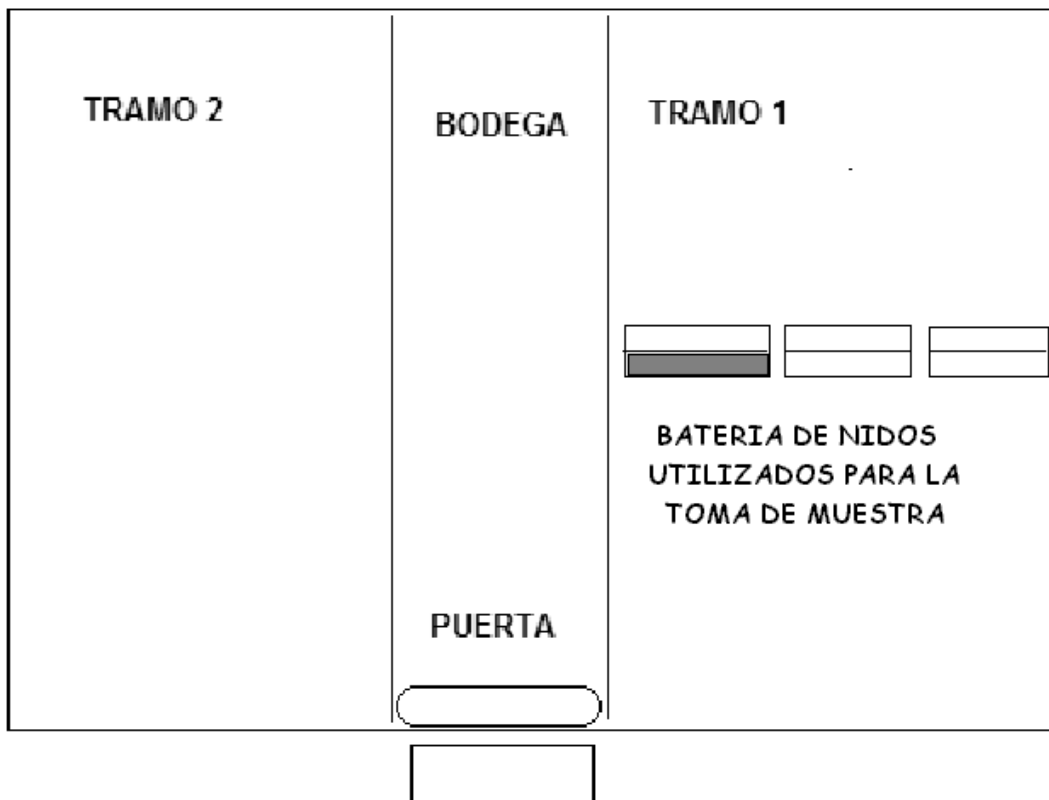 TRAMO 2
BODEGA
TRAMO 1
BATERIA DE NIDOS
UTILIZADOS PARA LA
TOMA DE MUESTRA
PUERTA